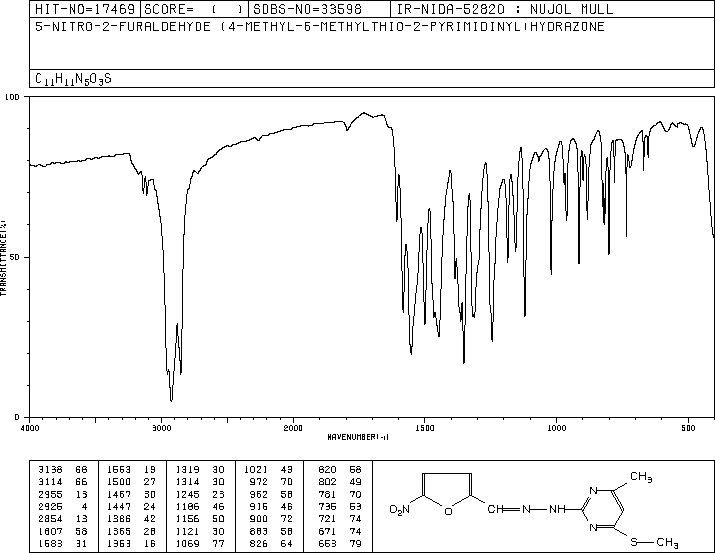 HIT-NO=17469 SCORE= ( ) SDBS-NO=33598 IR-NIDA-52820 : NUJOL MULL
5-NITRO-2-FURALDEHYDE (4-METHYL-6-METHYLTHIO-2-PYRIMIDINYL)HYDRAZONE
C11H11N5O3S
100
50
0
TRANSMITTANCE(%)
4000 3000 2000 1500 1000 500
WAVENUMBER(-1)
3138 68 1553 19 1319 30 1021 43 820 58
3114 66 1500 27 1314 30 972 70 802 49
2955 13 1467 30 1245 23 962 58 781 70
2925 4 1447 24 1186 46 916 46 735 53
2854 13 1386 42 1156 50 900 72 721 74
1607 58 1365 28 1121 30 883 58 671 74
1583 31 1353 16 1069 77 826 64 653 79
CH3
O2N O CH=N-NH N N
S-CH3